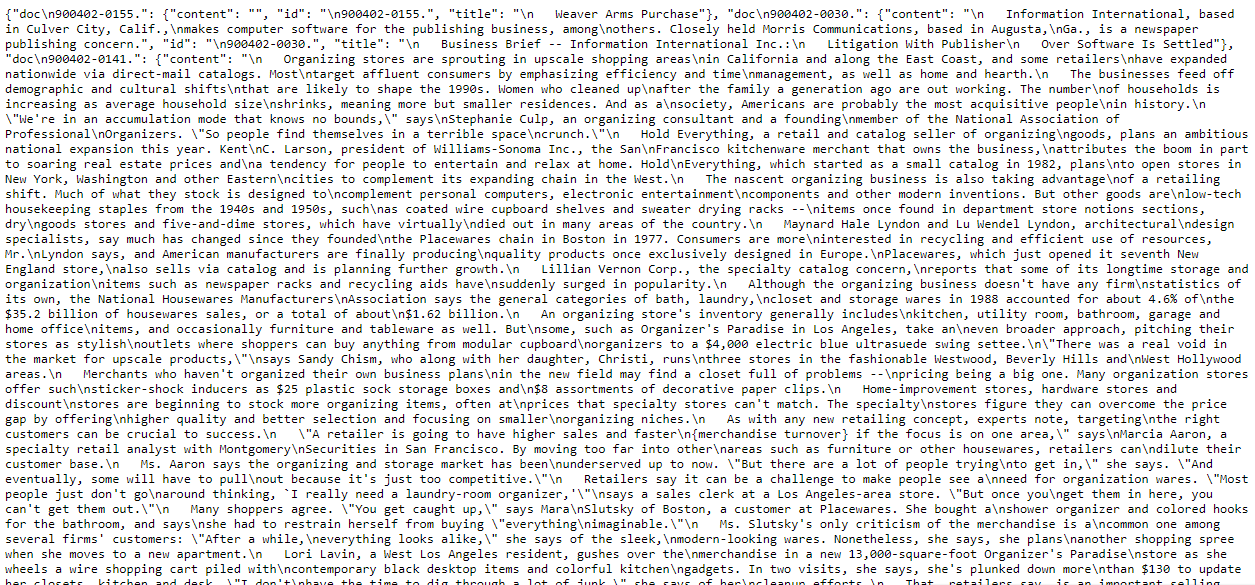 {"doc\n900402-0155.": {"content": "", "id": "\n900402-0155.", "title": "\n   Weaver Arms Purchase"}, "doc\n900402-0030.": {"content": "\n   Information International, based
in Culver City, Calif.,\nmakes computer software for the publishing business, among\nothers. Closely held Morris Communications, based in Augusta,\nGa., is a newspaper
publishing concern.", "id": "\n900402-0030.", "title": "\n   Business Brief -- Information International Inc.:\n   Litigation With Publisher\n   Over Software Is Settled"},
"doc\n900402-0141.": {"content": "\n   Organizing stores are sprouting in upscale shopping areas\nin California and along the East Coast, and some retailers\nhave expanded
nationwide via direct-mail catalogs. Most\ntarget affluent consumers by emphasizing efficiency and time\nmanagement, as well as home and hearth.\n   The businesses feed off
demographic and cultural shifts\nthat are likely to shape the 1990s. Women who cleaned up\nafter the family a generation ago are out working. The number\nof households is
increasing as average household size\nshrinks, meaning more but smaller residences. And as a\nsociety, Americans are probably the most acquisitive people\nin history.\n
\"We're in an accumulation mode that knows no bounds,\" says\nStephanie Culp, an organizing consultant and a founding\nmember of the National Association of
Professional\nOrganizers. \"So people find themselves in a terrible space\ncrunch.\"\n   Hold Everything, a retail and catalog seller of organizing\ngoods, plans an ambitious
national expansion this year. Kent\nC. Larson, president of Williams-Sonoma Inc., the San\nFrancisco kitchenware merchant that owns the business,\nattributes the boom in part
to soaring real estate prices and\na tendency for people to entertain and relax at home. Hold\nEverything, which started as a small catalog in 1982, plans\nto open stores in
New York, Washington and other Eastern\ncities to complement its expanding chain in the West.\n   The nascent organizing business is also taking advantage\nof a retailing
shift. Much of what they stock is designed to\ncomplement personal computers, electronic entertainment\ncomponents and other modern inventions. But other goods are\nlow-tech
housekeeping staples from the 1940s and 1950s, such\nas coated wire cupboard shelves and sweater drying racks --\nitems once found in department store notions sections,
dry\ngoods stores and five-and-dime stores, which have virtually\ndied out in many areas of the country.\n   Maynard Hale Lyndon and Lu Wendel Lyndon, architectural\ndesign
specialists, say much has changed since they founded\nthe Placewares chain in Boston in 1977. Consumers are more\ninterested in recycling and efficient use of resources,
Mr.\nLyndon says, and American manufacturers are finally producing\nquality products once exclusively designed in Europe.\nPlacewares, which just opened it seventh New
England store,\nalso sells via catalog and is planning further growth.\n   Lillian Vernon Corp., the specialty catalog concern,\nreports that some of its longtime storage and
organization\nitems such as newspaper racks and recycling aids have\nsuddenly surged in popularity.\n   Although the organizing business doesn't have any firm\nstatistics of
its own, the National Housewares Manufacturers\nAssociation says the general categories of bath, laundry,\ncloset and storage wares in 1988 accounted for about 4.6% of\nthe
$35.2 billion of housewares sales, or a total of about\n$1.62 billion.\n   An organizing store's inventory generally includes\nkitchen, utility room, bathroom, garage and
home office\nitems, and occasionally furniture and tableware as well. But\nsome, such as Organizer's Paradise in Los Angeles, take an\neven broader approach, pitching their
stores as stylish\noutlets where shoppers can buy anything from modular cupboard\norganizers to a $4,000 electric blue ultrasuede swing settee.\n\"There was a real void in
the market for upscale products,\"\nsays Sandy Chism, who along with her daughter, Christi, runs\nthree stores in the fashionable Westwood, Beverly Hills and\nWest Hollywood
areas.\n   Merchants who haven't organized their own business plans\nin the new field may find a closet full of problems --\npricing being a big one. Many organization stores
offer such\nsticker-shock inducers as $25 plastic sock storage boxes and\n$8 assortments of decorative paper clips.\n   Home-improvement stores, hardware stores and
discount\nstores are beginning to stock more organizing items, often at\nprices that specialty stores can't match. The specialty\nstores figure they can overcome the price
gap by offering\nhigher quality and better selection and focusing on smaller\norganizing niches.\n   As with any new retailing concept, experts note, targeting\nthe right
customers can be crucial to success.\n   \"A retailer is going to have higher sales and faster\n{merchandise turnover} if the focus is on one area,\" says\nMarcia Aaron, a
specialty retail analyst with Montgomery\nSecurities in San Francisco. By moving too far into other\nareas such as furniture or other housewares, retailers can\ndilute their
customer base.\n   Ms. Aaron says the organizing and storage market has been\nunderserved up to now. \"But there are a lot of people trying\nto get in,\" she says. \"And
eventually, some will have to pull\nout because it's just too competitive.\"\n   Retailers say it can be a challenge to make people see a\nneed for organization wares. \"Most
people just don't go\naround thinking, `I really need a laundry-room organizer,'\"\nsays a sales clerk at a Los Angeles-area store. \"But once you\nget them in here, you
can't get them out.\"\n   Many shoppers agree. \"You get caught up,\" says Mara\nSlutsky of Boston, a customer at Placewares. She bought a\nshower organizer and colored hooks
for the bathroom, and says\nshe had to restrain herself from buying \"everything\nimaginable.\"\n   Ms. Slutsky's only criticism of the merchandise is a\ncommon one among
several firms' customers: \"After a while,\neverything looks alike,\" she says of the sleek,\nmodern-looking wares. Nonetheless, she says, she plans\nanother shopping spree
when she moves to a new apartment.\n   Lori Lavin, a West Los Angeles resident, gushes over the\nmerchandise in a new 13,000-square-foot Organizer's Paradise\nstore as she
wheels a wire shopping cart piled with\ncontemporary black desktop items and colorful kitchen\ngadgets. In two visits, she says, she's plunked down more\nthan $130 to update
her closets, kitchen and desk. \"I don't\nhave the time to dig through a lot of junk,\" she says of her\ncleanup efforts.\n   That, retailers say, is an important selling